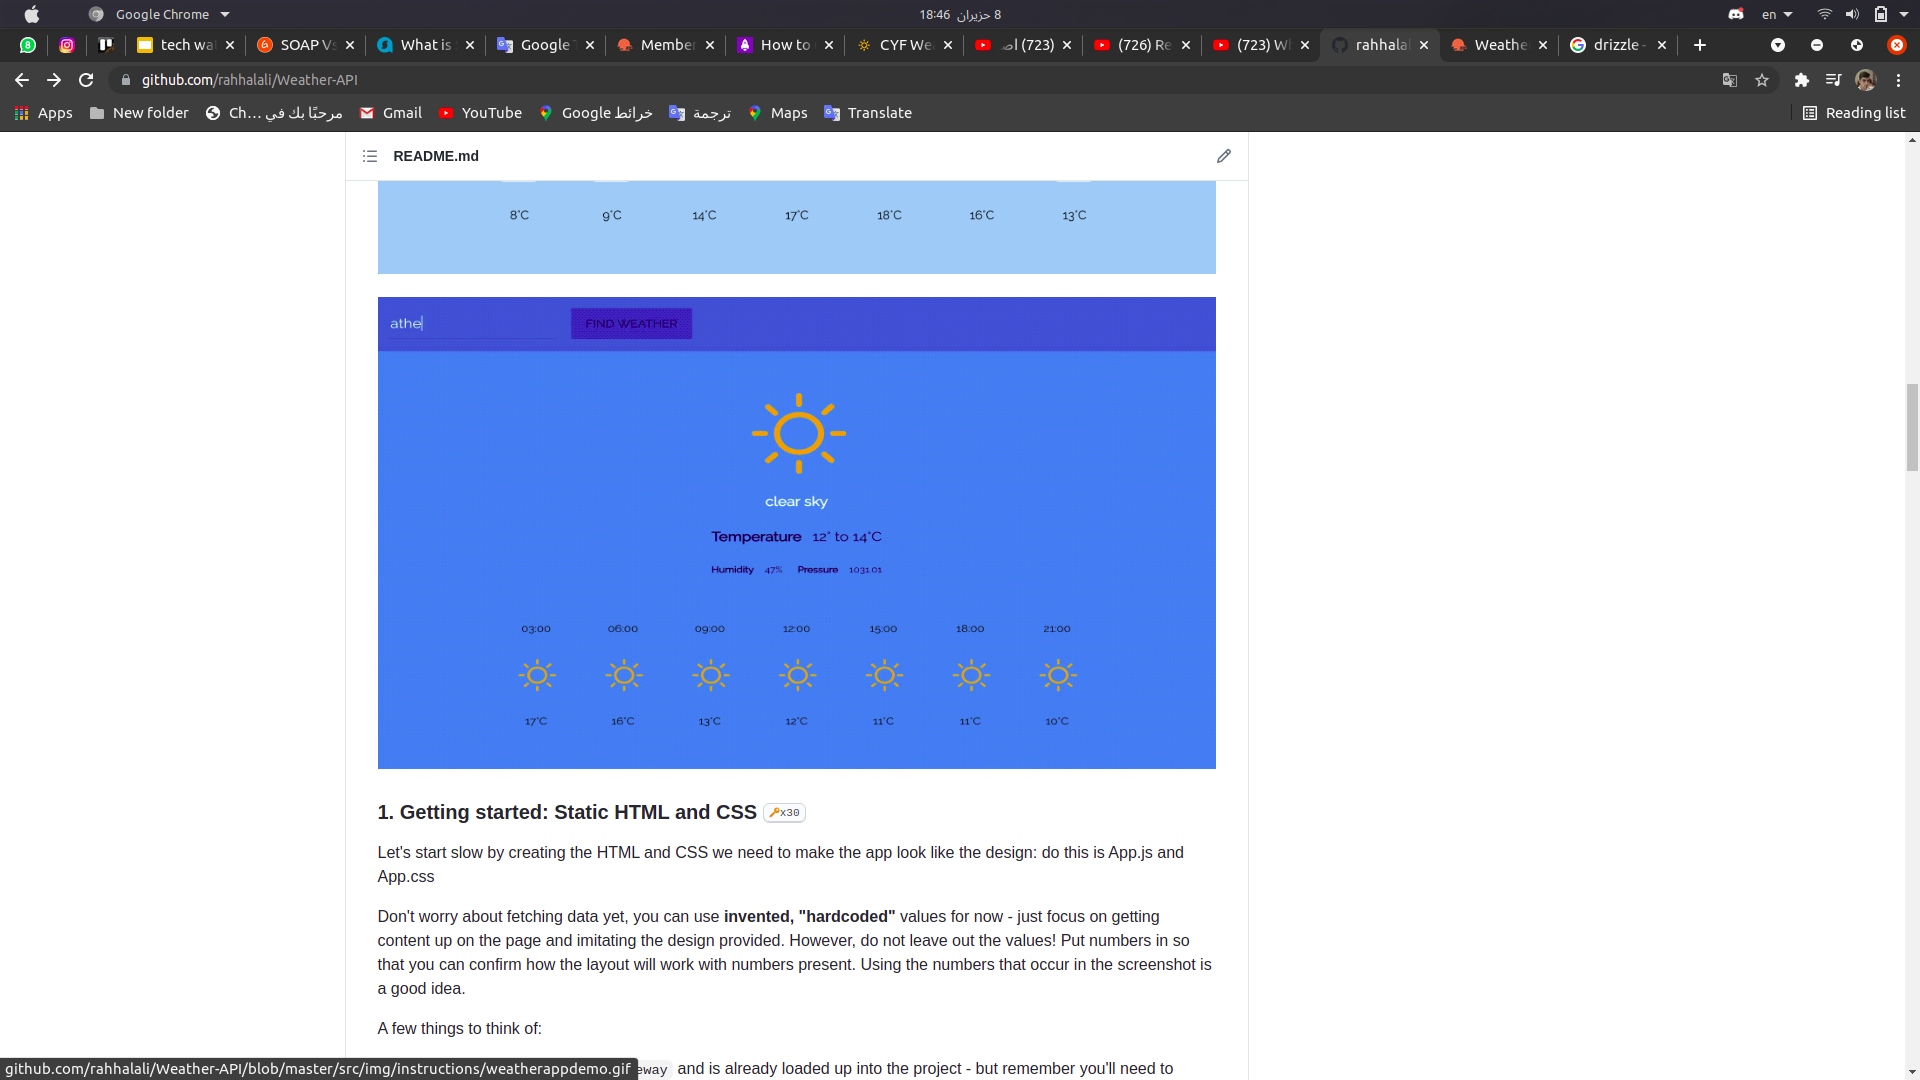 Google Chrome
8 حزيران 18:46
en
tech wa
SOAP Vs
What is
Google T
Member
How to
CYF We
(723) اص
(726) Re
(723) Wh
rahhalal
Weathe
drizzle -
github.com/rahhalali/Weather-API
Apps
New folder
مرحبًا بك في ...Ch
Gmail
YouTube
خرائط Google
ترجمة
Maps
Translate
Reading list
README.md
8°C 9°C 14°C 17°C 18°C 16°C 13°C
athe FIND WEATHER
clear sky
Temperature 12° to 14°C
Humidity 47% Pressure 1031.01
03:00 06:00 09:00 12:00 15:00 18:00 21:00
17°C 16°C 13°C 12°C 11°C 11°C 10°C
1. Getting started: Static HTML and CSS x30
Let's start slow by creating the HTML and CSS we need to make the app look like the design: do this is App.js and
App.css
Don't worry about fetching data yet, you can use invented, "hardcoded" values for now - just focus on getting
content up on the page and imitating the design provided. However, do not leave out the values! Put numbers in so
that you can confirm how the layout will work with numbers present. Using the numbers that occur in the screenshot is
a good idea.
A few things to think of:
eway and is already loaded up into the project - but remember you'll need to
github.com/rahhalali/Weather-API/blob/master/src/img/instructions/weatherappdemo.gif